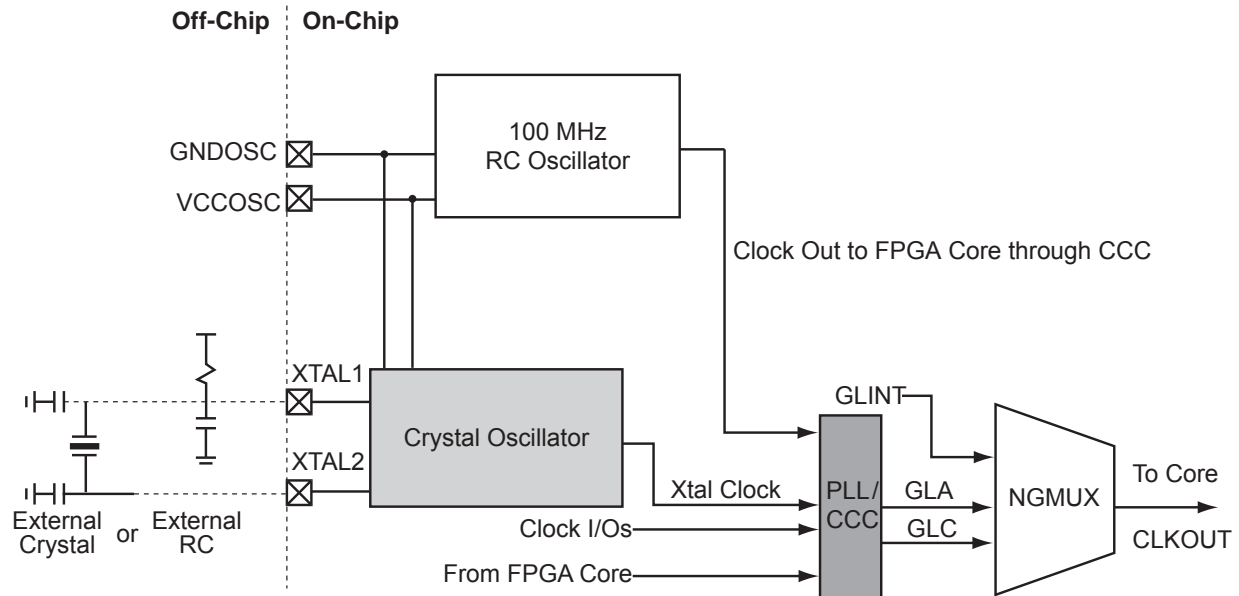 Off-Chip
On-Chip
100 MHz
RC Oscillator
GNDOSC
VCCOSC
Clock Out to FPGA Core through CCC
XTAL1
GLINT
Crystal Oscillator
XTAL2
Xtal Clock
PLL/
CCC
GLA
NGMUX
To Core
GLC
CLKOUT
External
Crystal
or
External
RC
Clock I/Os
From FPGA Core